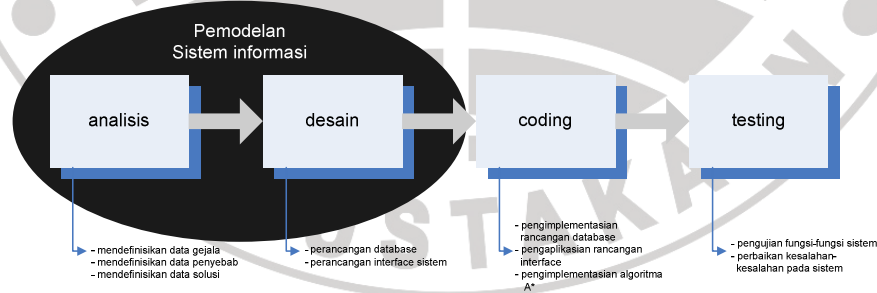 Pemodelan
Sistem informasi
analisis
desain
coding
testing
- mendefinisikan data gejala
- mendefinisikan data penyebab
- mendefinisikan data solusi
- perancangan database
- perancangan interface sistem
- pengimplementasian
rancangan database
- pengaplikasian rancangan
interface
- pengimplementasian algoritma
A*
- pengujian fungsi-fungsi sistem
- perbaikan kesalahan-
kesalahan pada sistem
USTAKAN